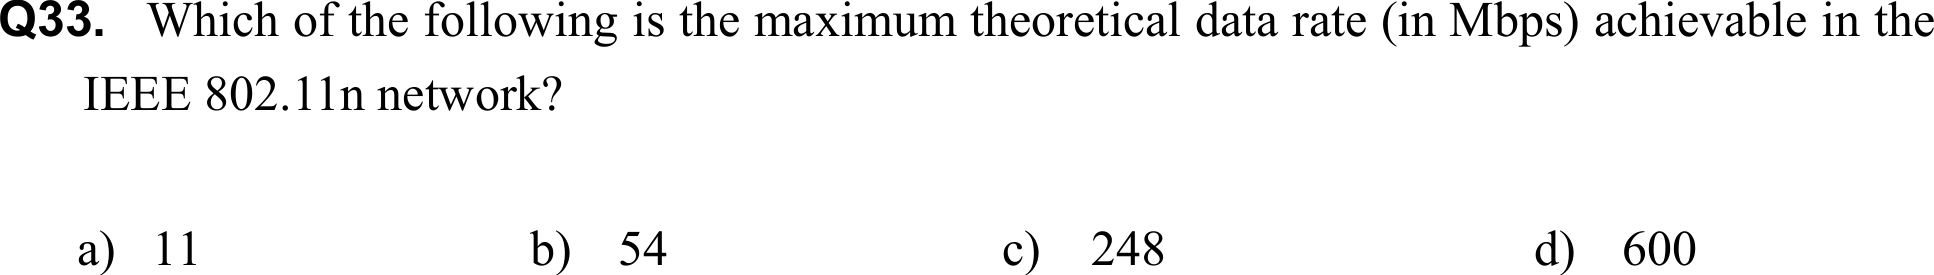 Q33. Which of the following is the maximum theoretical data rate (in Mbps) achievable in the
IEEE 802.11n network?
a) 11 b) 54 c) 248 d) 600